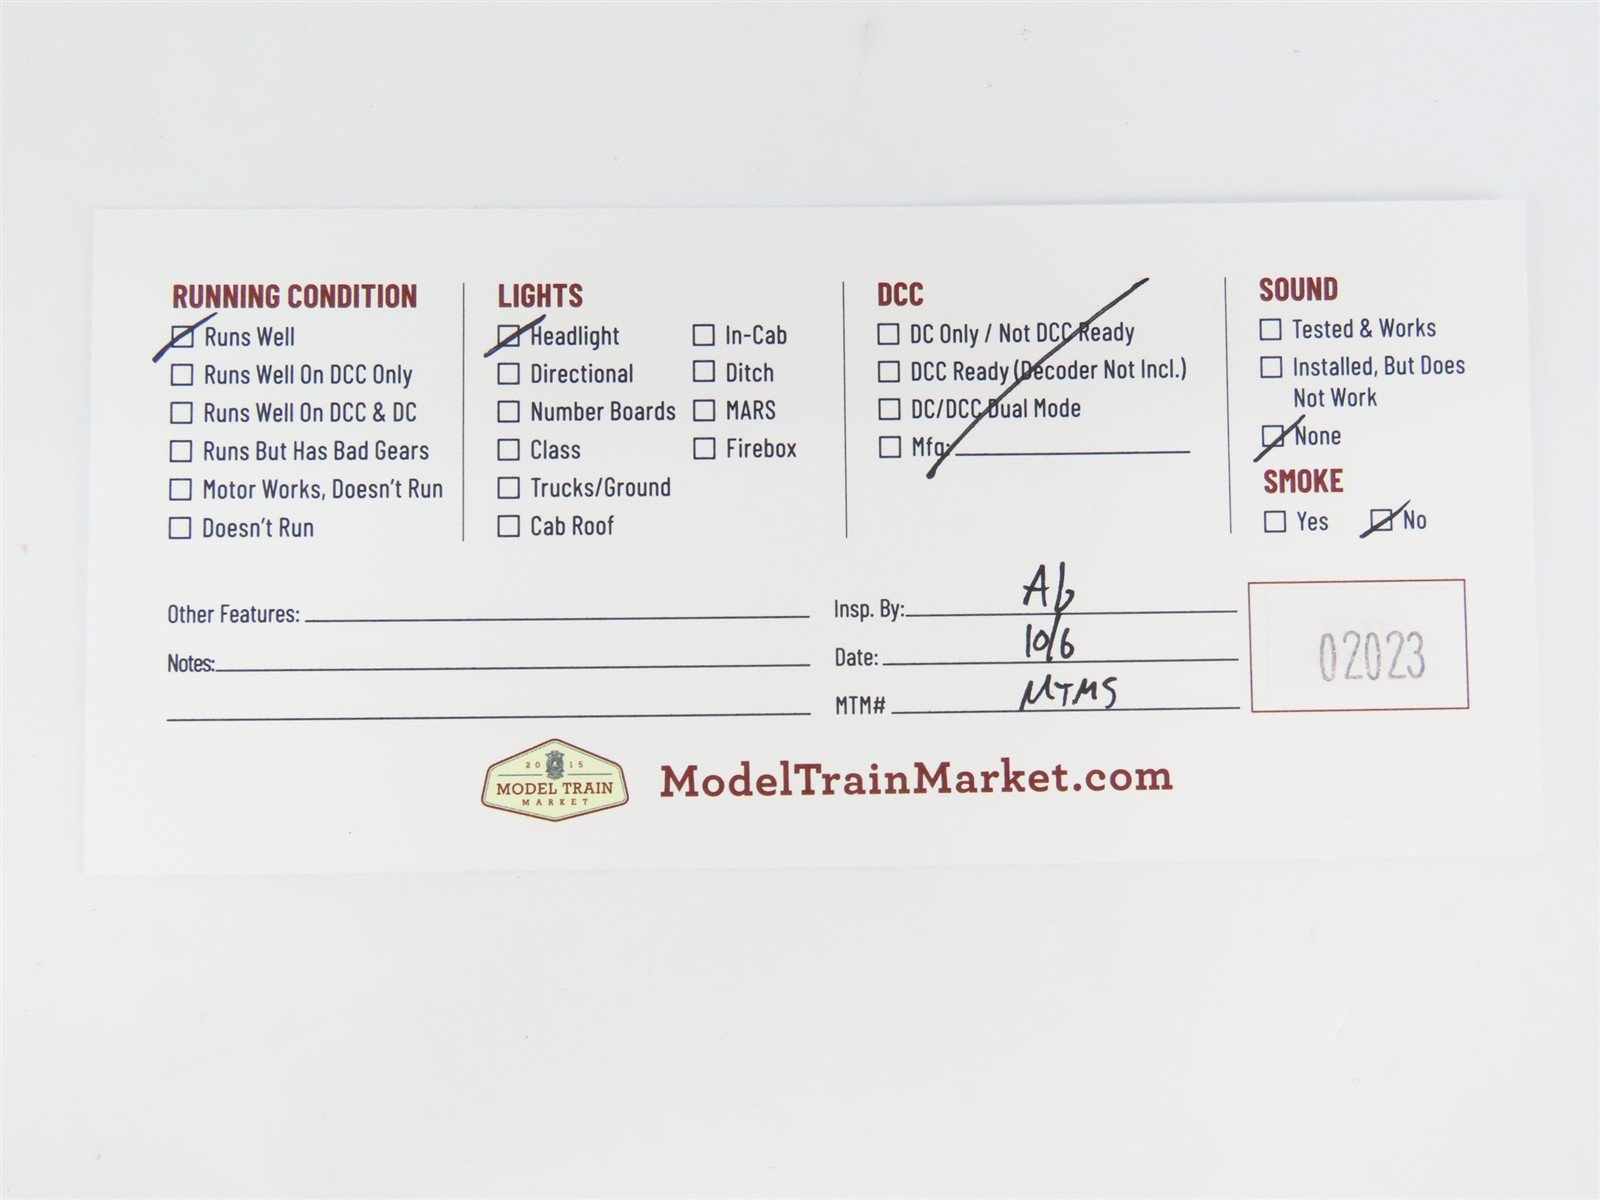 RUNNING CONDITION
Runs Well
Runs Well On DCC Only
Runs Well On DCC & DC
Runs But Has Bad Gears
Motor Works, Doesn't Run
Doesn't Run
LIGHTS
Headlight
Directional
Number Boards
Class
Trucks/Ground
Cab Roof
In-Cab
Ditch
MARS
Firebox
DCC
DC Only / Not DCC Ready
DCC Ready (Decoder Not Incl.)
DC/DCC Dual Mode
Mfg:
SOUND
Tested & Works
Installed, But Does
Not Work
None
SMOKE
Yes No
Other Features:
Notes:
Insp. By:
Date: 10/6
MTM# MTMS
02023
2015
MODEL TRAIN
MARKET
ModelTrainMarket.com